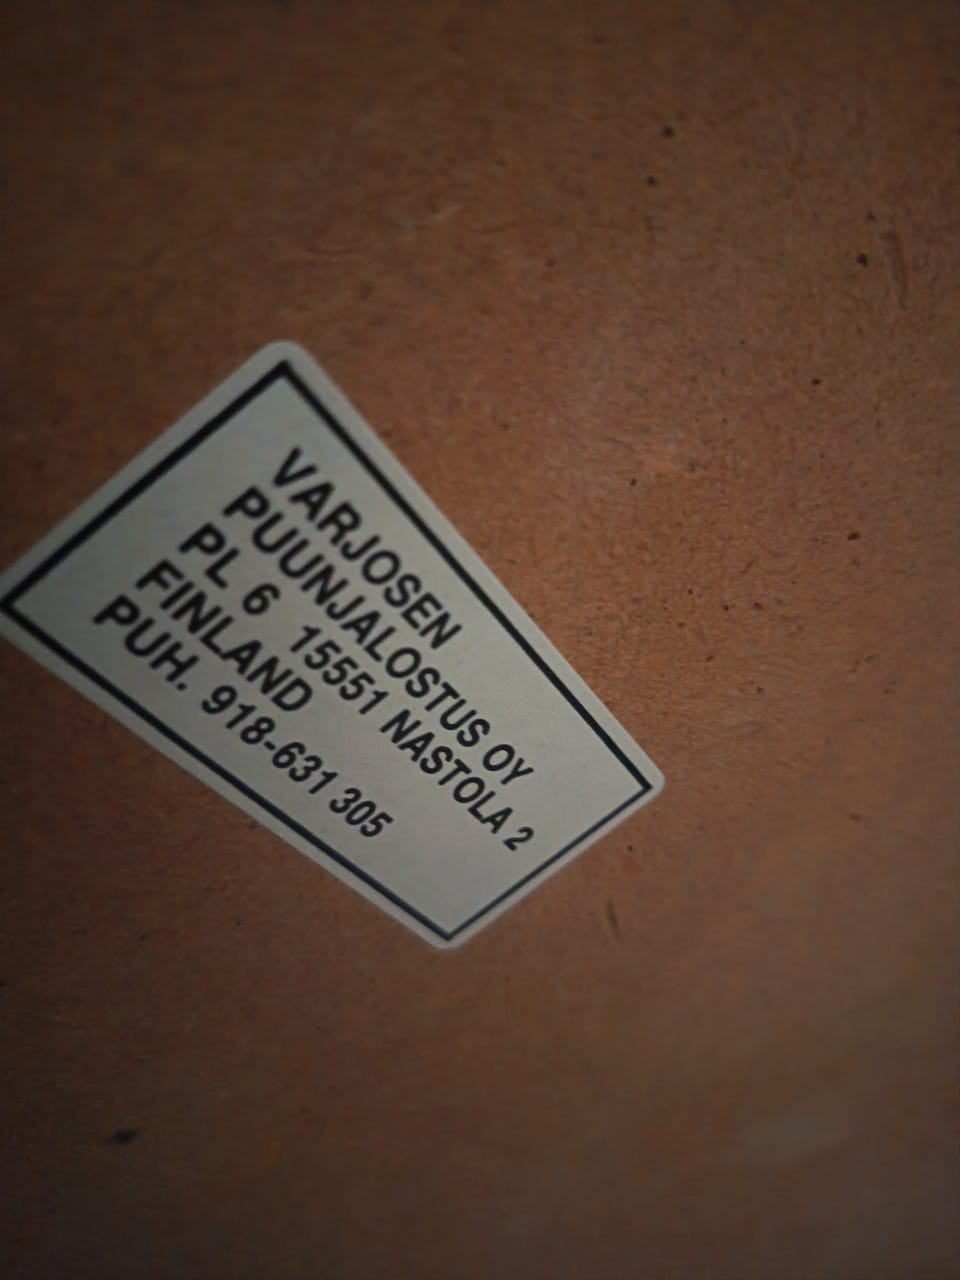 VARJOSEN
PUUNJALOSTUS OY
PL 6 15551 NASTOLA 2
FINLAND
PUH. 918-631 305